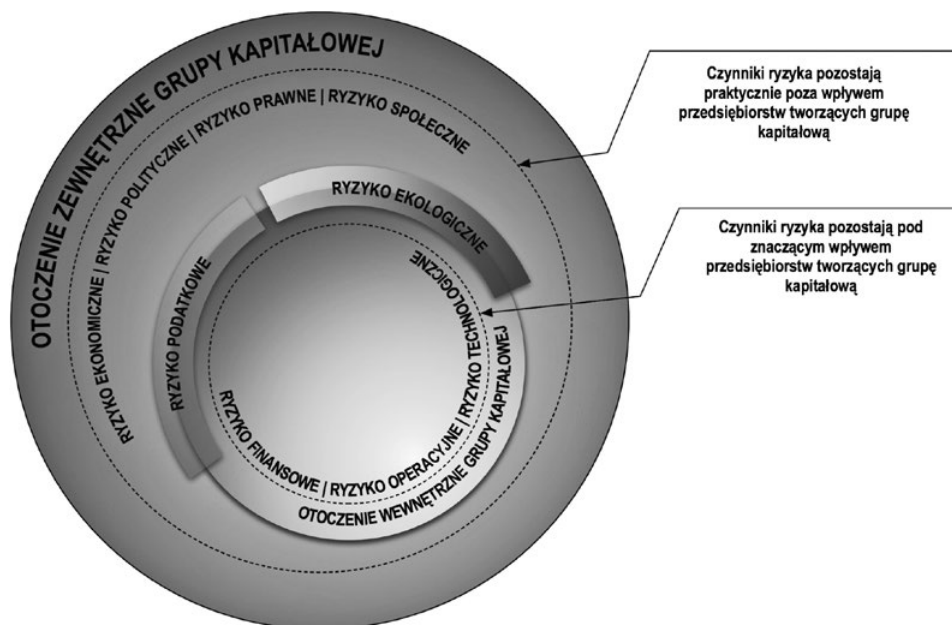 OTOCZENIE ZEWNĘTRZNE GRUPY KAPITAŁOWEJ
RYZYKO EKONOMICZNE | RYZYKO POLITYCZNE | RYZYKO PRAWNE | RYZYKO SPOŁECZNE
RYZYKO PODATKOWE
RYZYKO EKOLOGICZNE
RYZYKO FINANSOWE | RYZYKO OPERACYJNE | RYZYKO TECHNOLOGICZNE
OTOCZENIE WEWNĘTRZNE GRUPY KAPITAŁOWEJ
Czynniki ryzyka pozostają
praktycznie poza wpływem
przedsiębiorstw tworzących grupę
kapitałową
Czynniki ryzyka pozostają pod
znaczącym wpływem
przedsiębiorstw tworzących grupę
kapitałową